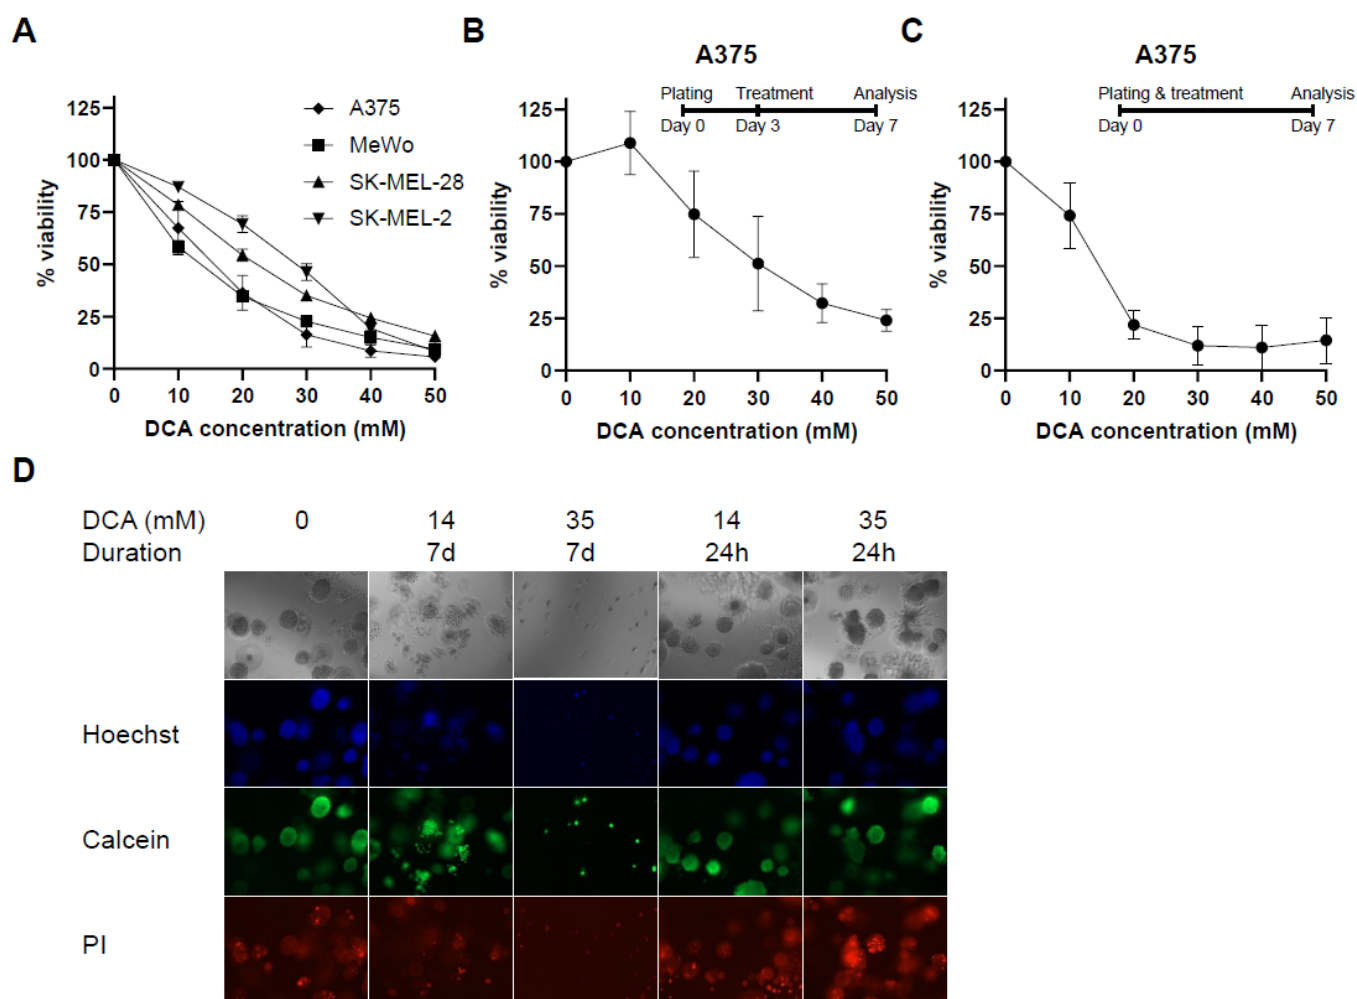 A
125
100
75
50
25
0
% viability
0 10 20 30 40 50
DCA concentration (mM)
A375
MeWo
SK-MEL-28
SK-MEL-2
B
A375
Plating Treatment Analysis
Day 0 Day 3 Day 7
125
100
75
50
25
0
% viability
0 10 20 30 40 50
DCA concentration (mM)
C
A375
Plating & treatment Analysis
Day 0 Day 7
125
100
75
50
25
0
% viability
0 10 20 30 40 50
DCA concentration (mM)
D
DCA (mM) 0 14 35 14 35
Duration 7d 7d 24h 24h
Hoechst
Calcein
PI